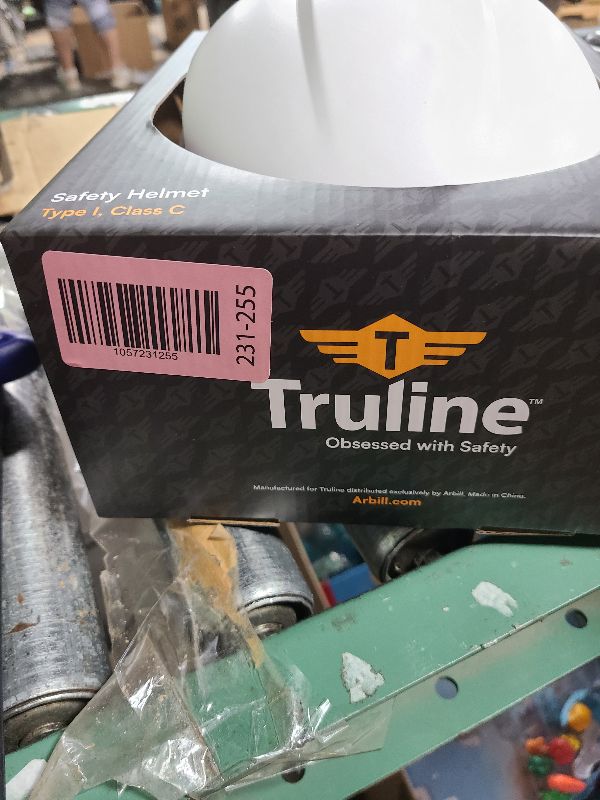 Safety Helmet
Type I, Class C
1057231255
231-255
T
Truline™
Obsessed with Safety
Manufactured for Truline distributed exclusively by Arbill. Made in China.
Arbill.com